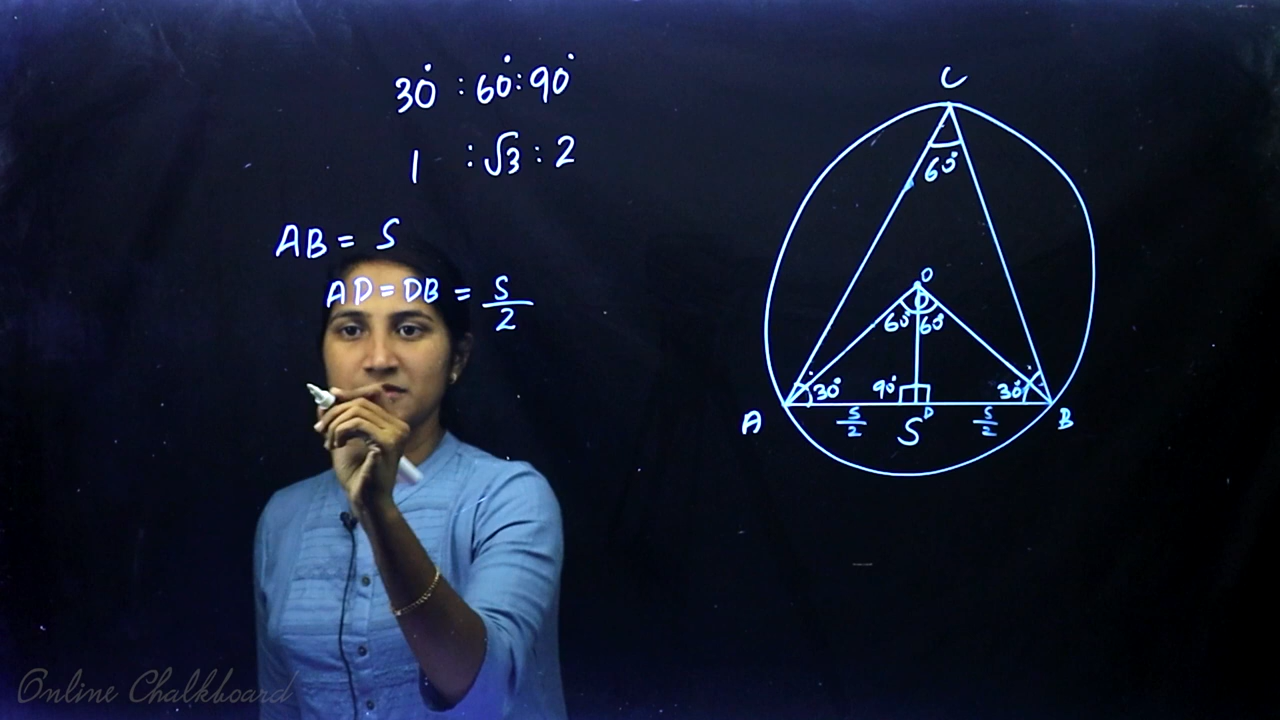 30° : 60° : 90°
1 : √3 : 2
AB = S
AD = DB = S/2
C
60°
O
60° 60°
30° 90° 30°
A S/2 S D S/2 B
Online Chalkboard